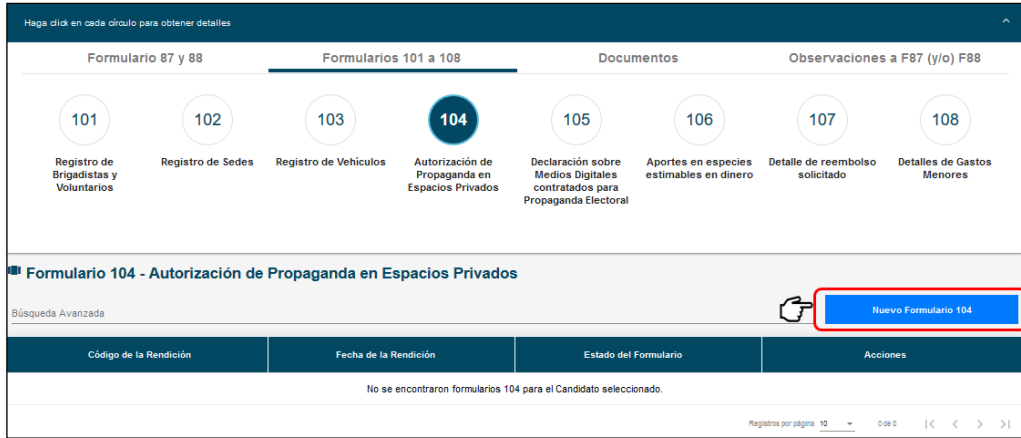 Haga click en cada círculo para obtener detalles
Formulario 87 y 88
Formularios 101 a 108
Documentos
Observaciones a F87 (y/o) F88
101
102
103
104
105
106
107
108
Registro de
Brigadistas y
Voluntarios
Registro de Sedes
Registro de Vehículos
Autorización de
Propaganda en
Espacios Privados
Declaración sobre
Medios Digitales
contratados para
Propaganda Electoral
Aportes en especies
estimables en dinero
Detalle de reembolso
solicitado
Detalles de Gastos
Menores
Formulario 104 - Autorización de Propaganda en Espacios Privados
Búsqueda Avanzada
Nuevo Formulario 104
Código de la Rendición
Fecha de la Rendición
Estado del Formulario
Acciones
No se encontraron formularios 104 para el Candidato seleccionado.
Registros por página 10
0 de 0